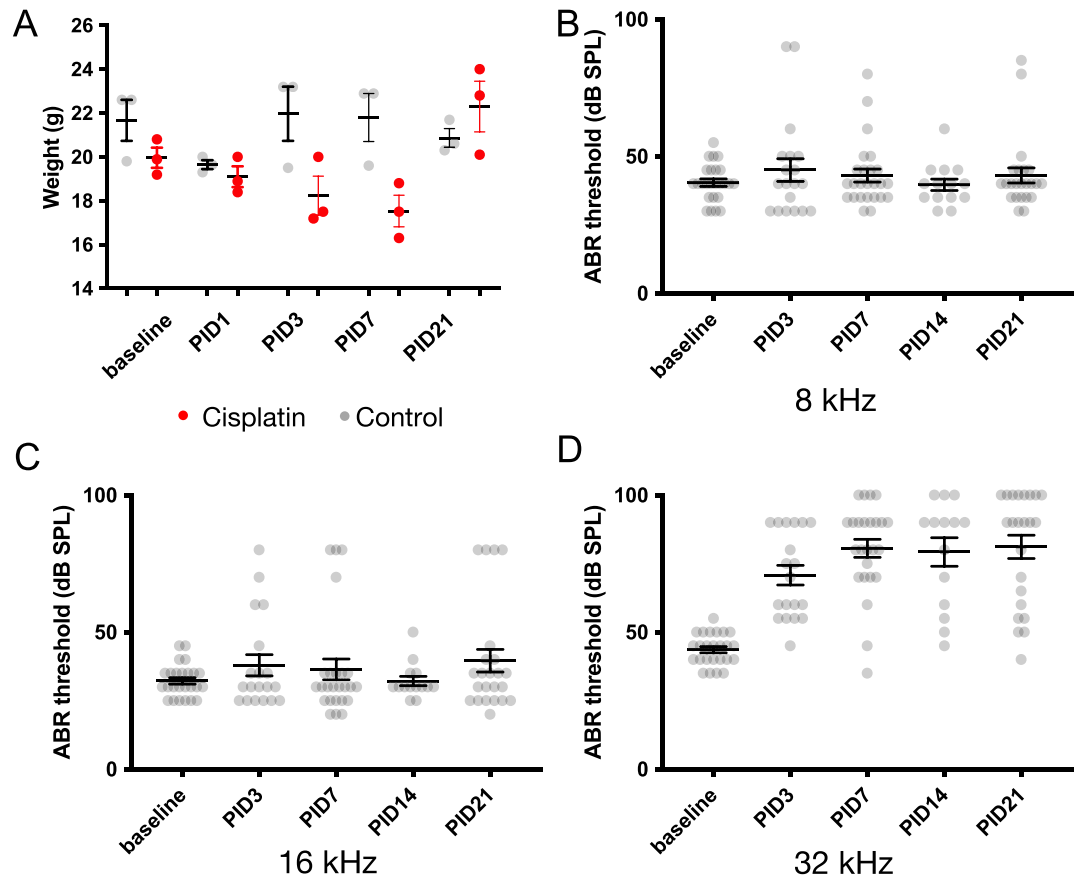 A
Weight (g)
26
24
22
20
18
16
14
baseline
PID1
PID3
PID7
PID21
Cisplatin
Control
B
ABR threshold (dB SPL)
100
50
0
baseline
PID3
PID7
PID14
PID21
8 kHz
C
ABR threshold (dB SPL)
100
50
0
baseline
PID3
PID7
PID14
PID21
16 kHz
D
ABR threshold (dB SPL)
100
50
0
baseline
PID3
PID7
PID14
PID21
32 kHz